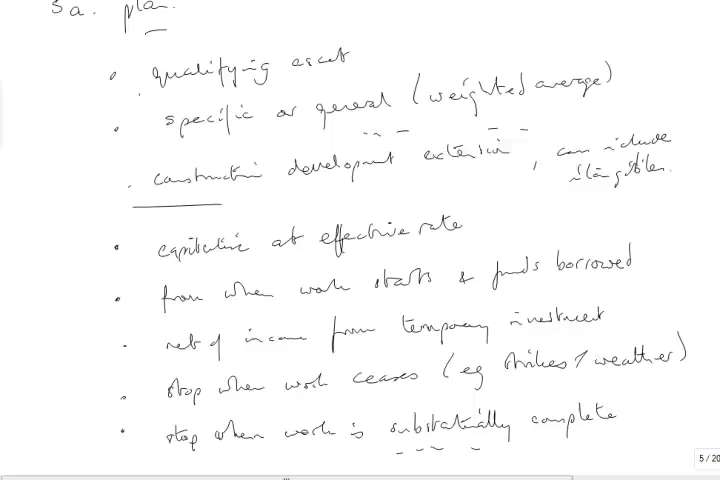 3a. plan.
• qualifying asset
• specific or general (weighted average)
• construction development extension, can include
intangibles.
• capitalise at effective rate
• from when work starts & funds borrowed
• net of income from temporary investment
• stop when work ceases (eg strikes / weather)
• stop when work is substantially complete
5 / 20